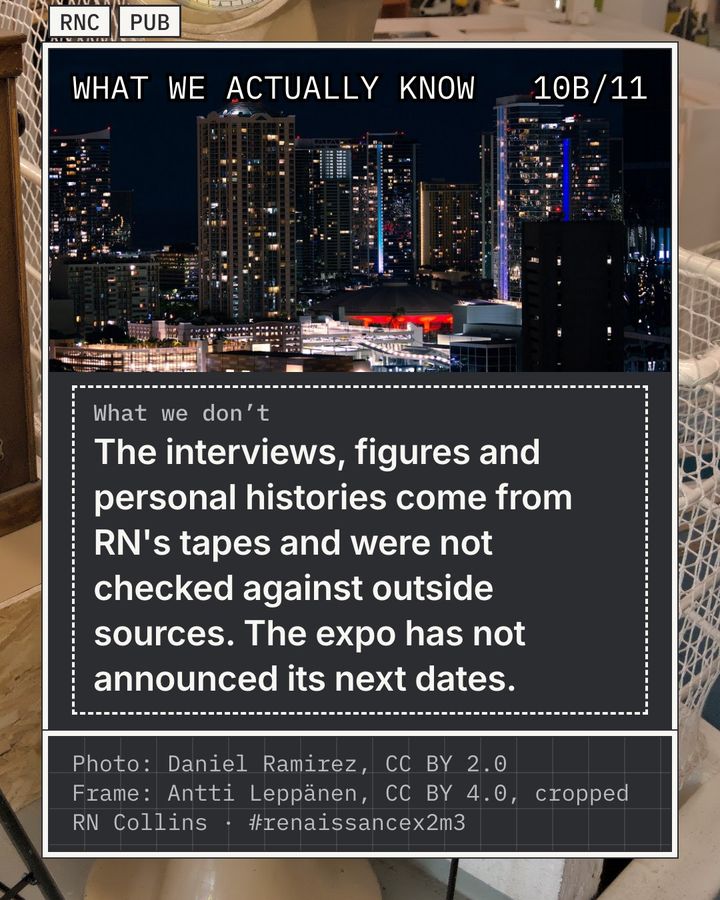 RNC PUB
WHAT WE ACTUALLY KNOW 10B/11
What we don’t
The interviews, figures and
personal histories come from
RN's tapes and were not
checked against outside
sources. The expo has not
announced its next dates.
Photo: Daniel Ramirez, CC BY 2.0
Frame: Antti Leppänen, CC BY 4.0, cropped
RN Collins · #renaissancex2m3